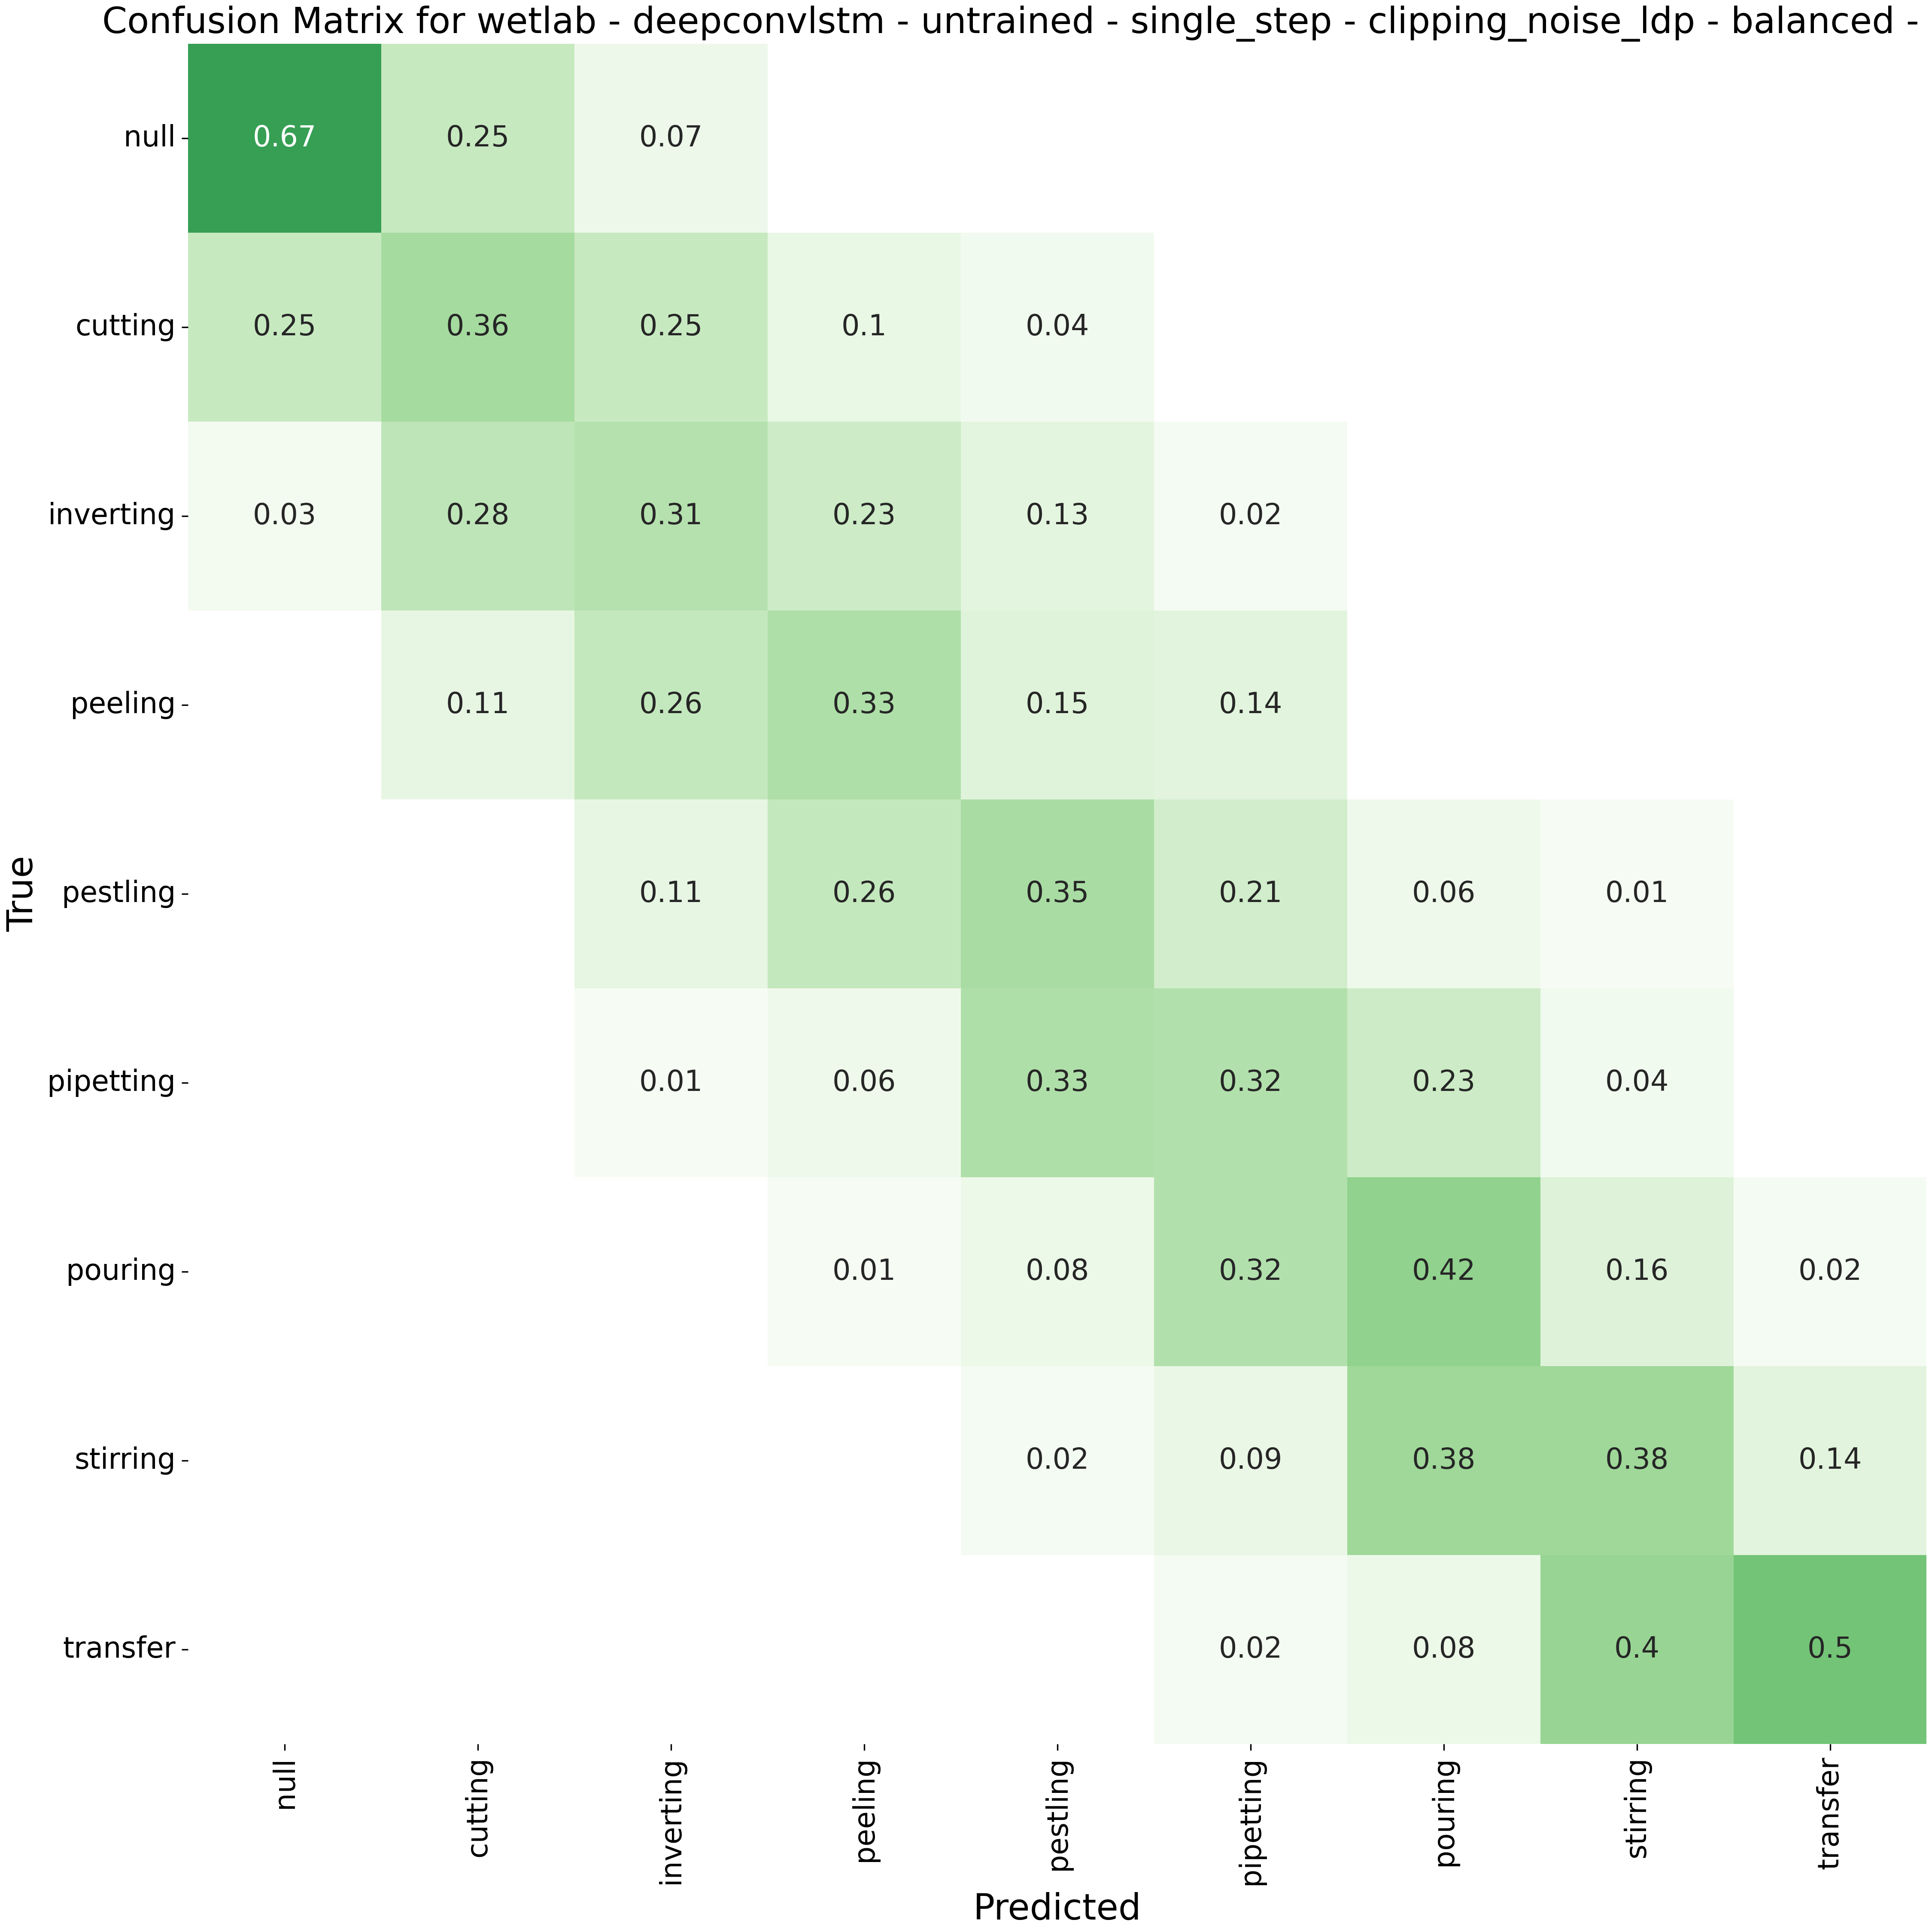 Confusion Matrix for wetlab - deepconvlstm - untrained - single_step - clipping_noise_ldp - balanced -
null 0.67 0.25 0.07
cutting 0.25 0.36 0.25 0.1 0.04
inverting 0.03 0.28 0.31 0.23 0.13 0.02
peeling 0.11 0.26 0.33 0.15 0.14
pestling 0.11 0.26 0.35 0.21 0.06 0.01
pipetting 0.01 0.06 0.33 0.32 0.23 0.04
pouring 0.01 0.08 0.32 0.42 0.16 0.02
stirring 0.02 0.09 0.38 0.38 0.14
transfer 0.02 0.08 0.4 0.5
True
null cutting inverting peeling pestling pipetting pouring stirring transfer
Predicted